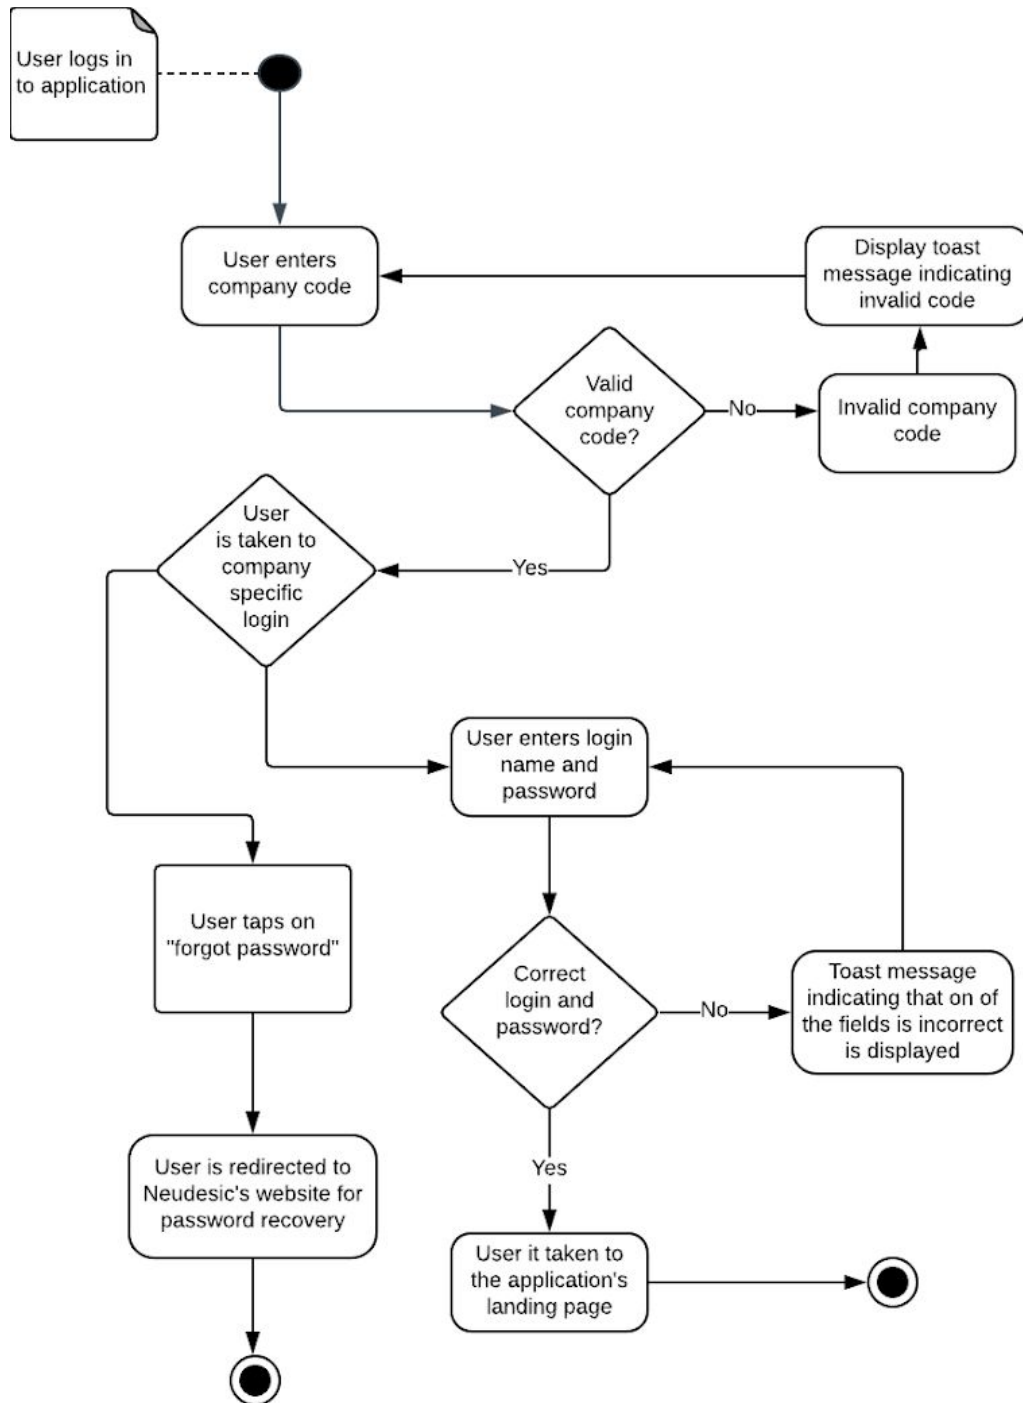 User logs in
to application
User enters
company code
Display toast
message indicating
invalid code
Valid
company
code?
No
Invalid company
code
User
is taken to
company
specific
login
Yes
User enters login
name and
password
User taps on
"forgot password"
Correct
login and
password?
No
Toast message
indicating that on of
the fields is incorrect
is displayed
User is redirected to
Neudesic's website for
password recovery
Yes
User it taken to
the application's
landing page